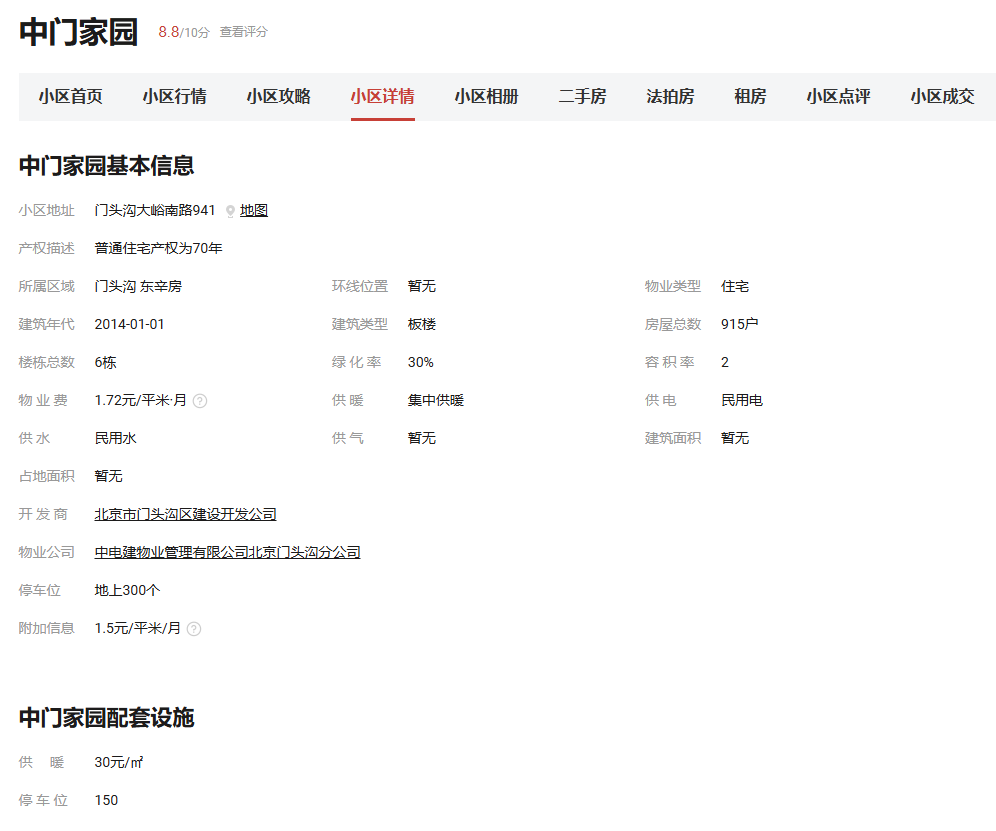 中门家园 8.8/10分 查看评分
小区首页 小区行情 小区攻略 小区详情 小区相册 二手房 法拍房 租房 小区点评 小区成交
中门家园基本信息
小区地址 门头沟大峪南路941 地图
产权描述 普通住宅产权为70年
所属区域 门头沟 东辛房 环线位置 暂无 物业类型 住宅
建筑年代 2014-01-01 建筑类型 板楼 房屋总数 915户
楼栋总数 6栋 绿 化 率 30% 容 积 率 2
物 业 费 1.72元/平米·月 ? 供 暖 集中供暖 供 电 民用电
供 水 民用水 供 气 暂无 建筑面积 暂无
占地面积 暂无
开 发 商 北京市门头沟区建设开发公司
物业公司 中电建物业管理有限公司北京门头沟分公司
停车位 地上300个
附加信息 1.5元/平米/月 ?
中门家园配套设施
供 暖 30元/㎡
停 车 位 150